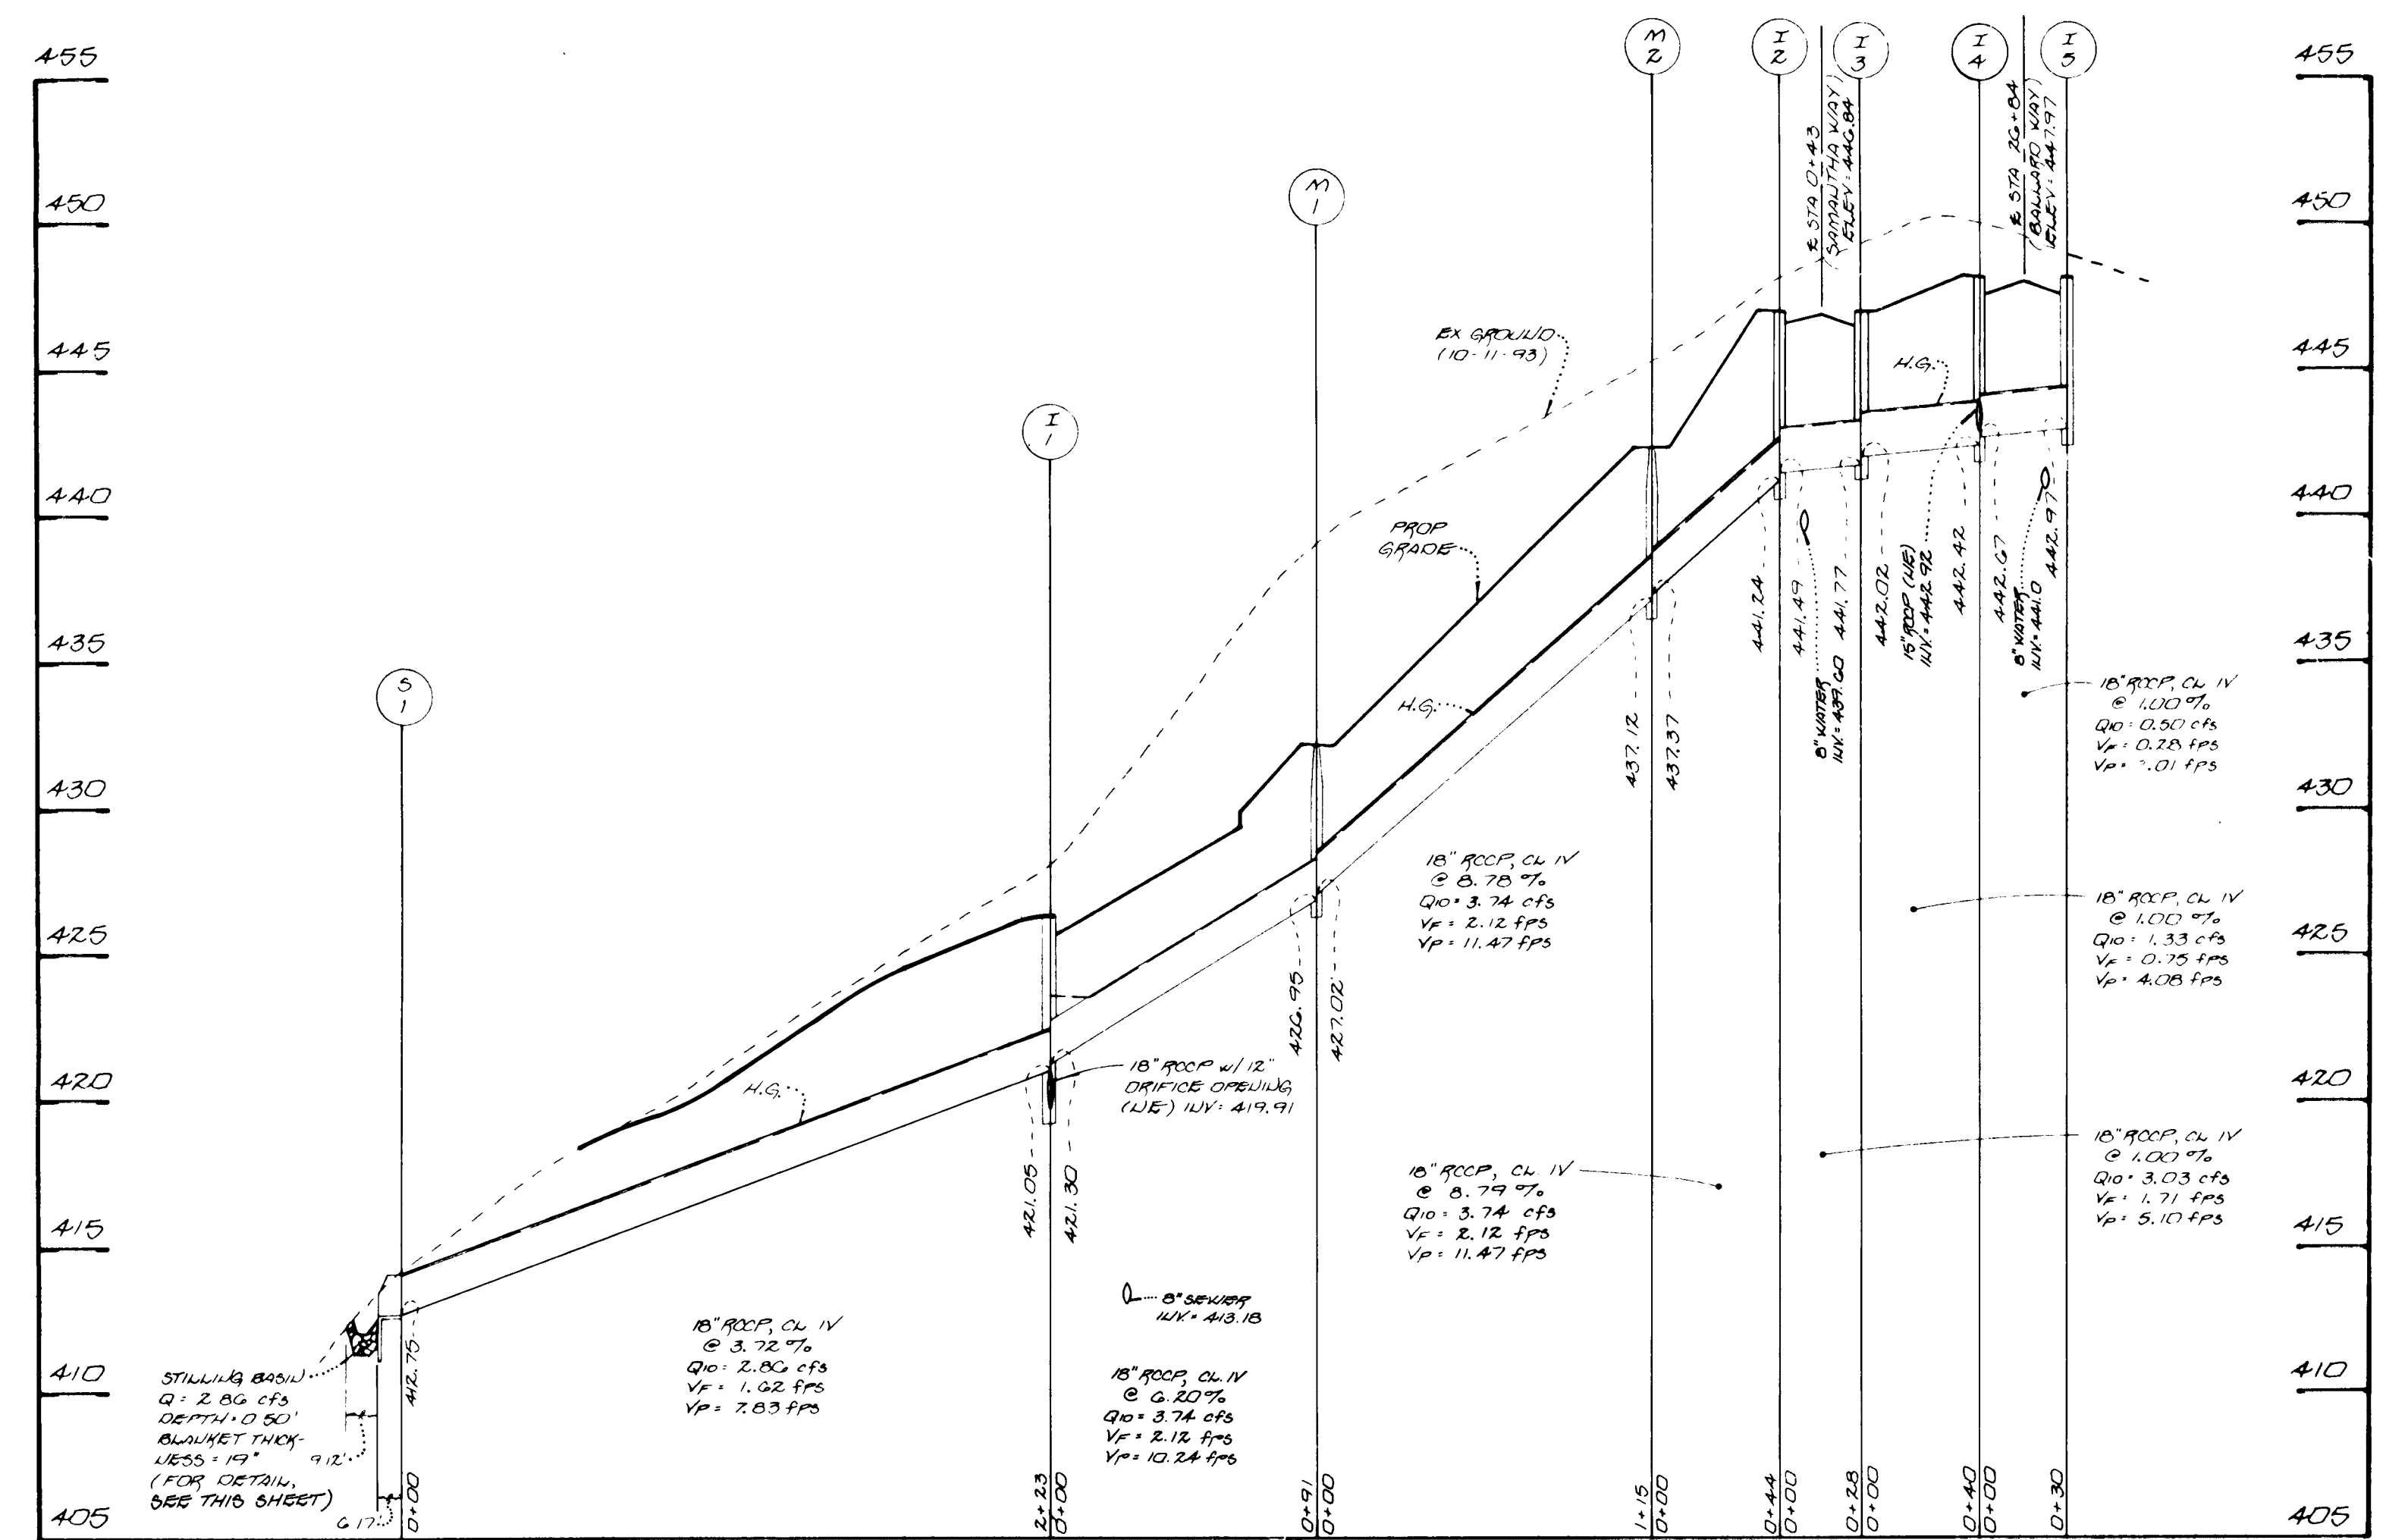 455
450
445
440
435
430
425
420
415
410
405
S
1
I
1
M
1
M
2
I
2
I
3
I
4
I
5
℄ STA 0+43
(SAMANTHA WAY)
ELEV = 446.84
℄ STA 26+84
(BALLARD WAY)
ELEV = 447.97
455
450
445
440
435
430
425
420
415
410
405
EX GROUND
(10-11-93)
PROP
GRADE
H.G.
H.G.
H.G.
412.75
421.05
421.30
426.95
427.02
437.12
437.37
441.24
441.49
8" WATER
INV. = 439.60
441.77
442.02
15" RCCP (NE)
INV. = 442.92
442.42
442.67
8" WATER
INV. = 441.0
442.97
18" RCCP w/ 12"
ORIFICE OPENING
(NE) INV = 419.91
8" SEWER
INV. = 413.18
STILLING BASIN
Q = 2.86 cfs
DEPTH = 0.50'
BLANKET THICK-
NESS = 19"
(FOR DETAIL,
SEE THIS SHEET)
9.12'
6.17'
18" RCCP, CL IV
@ 3.72 %
Q10 = 2.86 cfs
VF = 1.62 fps
VP = 7.83 fps
18" RCCP, CL. IV
@ 6.20 %
Q10 = 3.74 cfs
VF = 2.12 fps
VP = 10.24 fps
18" RCCP, CL IV
@ 8.78 %
Q10 = 3.74 cfs
VF = 2.12 fps
VP = 11.47 fps
18" RCCP, CL. IV
@ 8.79 %
Q10 = 3.74 cfs
VF = 2.12 fps
VP = 11.47 fps
18" RCCP, CL IV
@ 1.00 %
Q10 = 0.50 cfs
VF = 0.28 fps
VP = .01 fps
18" RCCP, CL IV
@ 1.00 %
Q10 = 1.33 cfs
VF = 0.75 fps
VP = 4.08 fps
18" RCCP, CL IV
@ 1.00 %
Q10 = 3.03 cfs
VF = 1.71 fps
VP = 5.10 fps
0+00
2+23
0+00
0+91
0+00
1+15
0+00
0+44
0+00
0+28
0+00
0+40
0+00
0+30